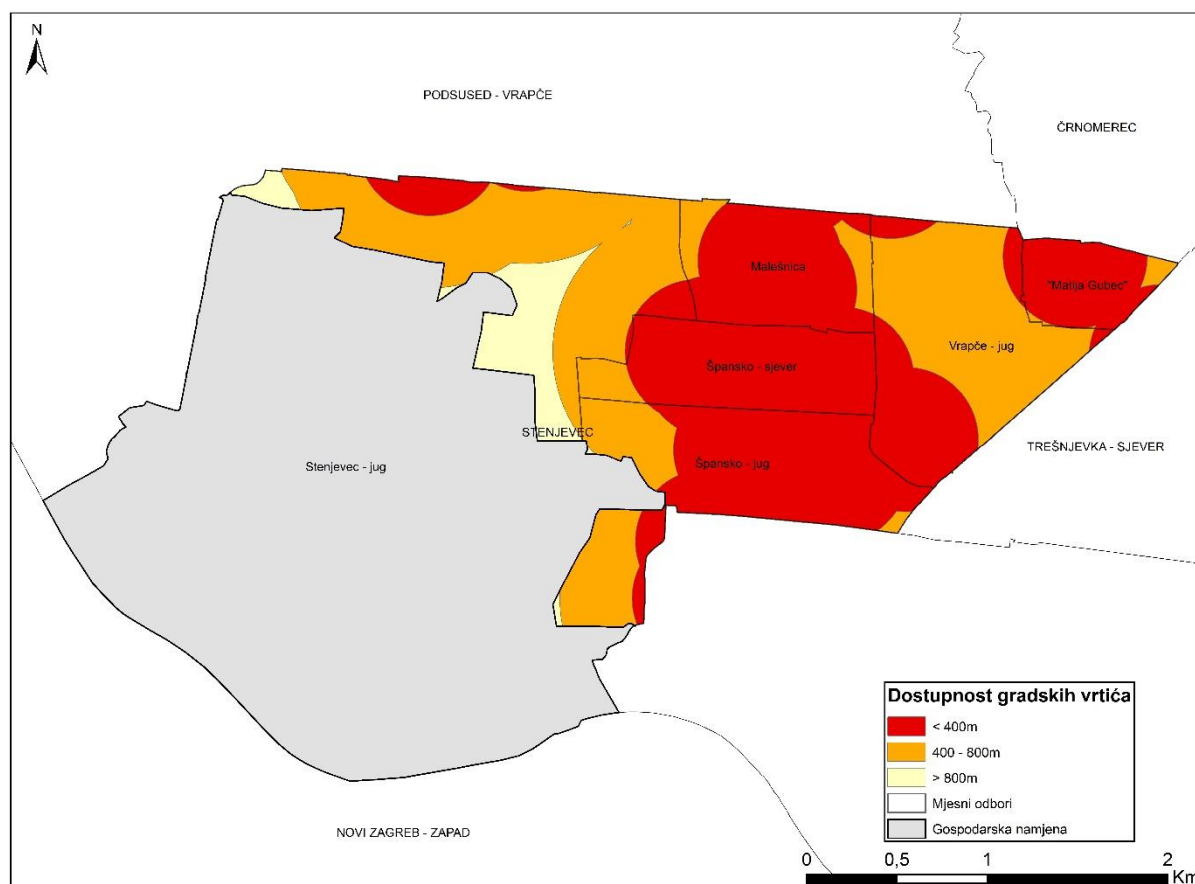 N
PODSUSED - VRAPČE
ČRNOMEREC
Malešnica
"Matija Gubec"
Vrapče - jug
Špansko - sjever
STENJEVEC
TREŠNJEVKA - SJEVER
Stenjevec - jug
Špansko - jug
NOVI ZAGREB - ZAPAD
Dostupnost gradskih vrtića
< 400m
400 - 800m
> 800m
Mjesni odbori
Gospodarska namjena
0 0,5 1 2
Km